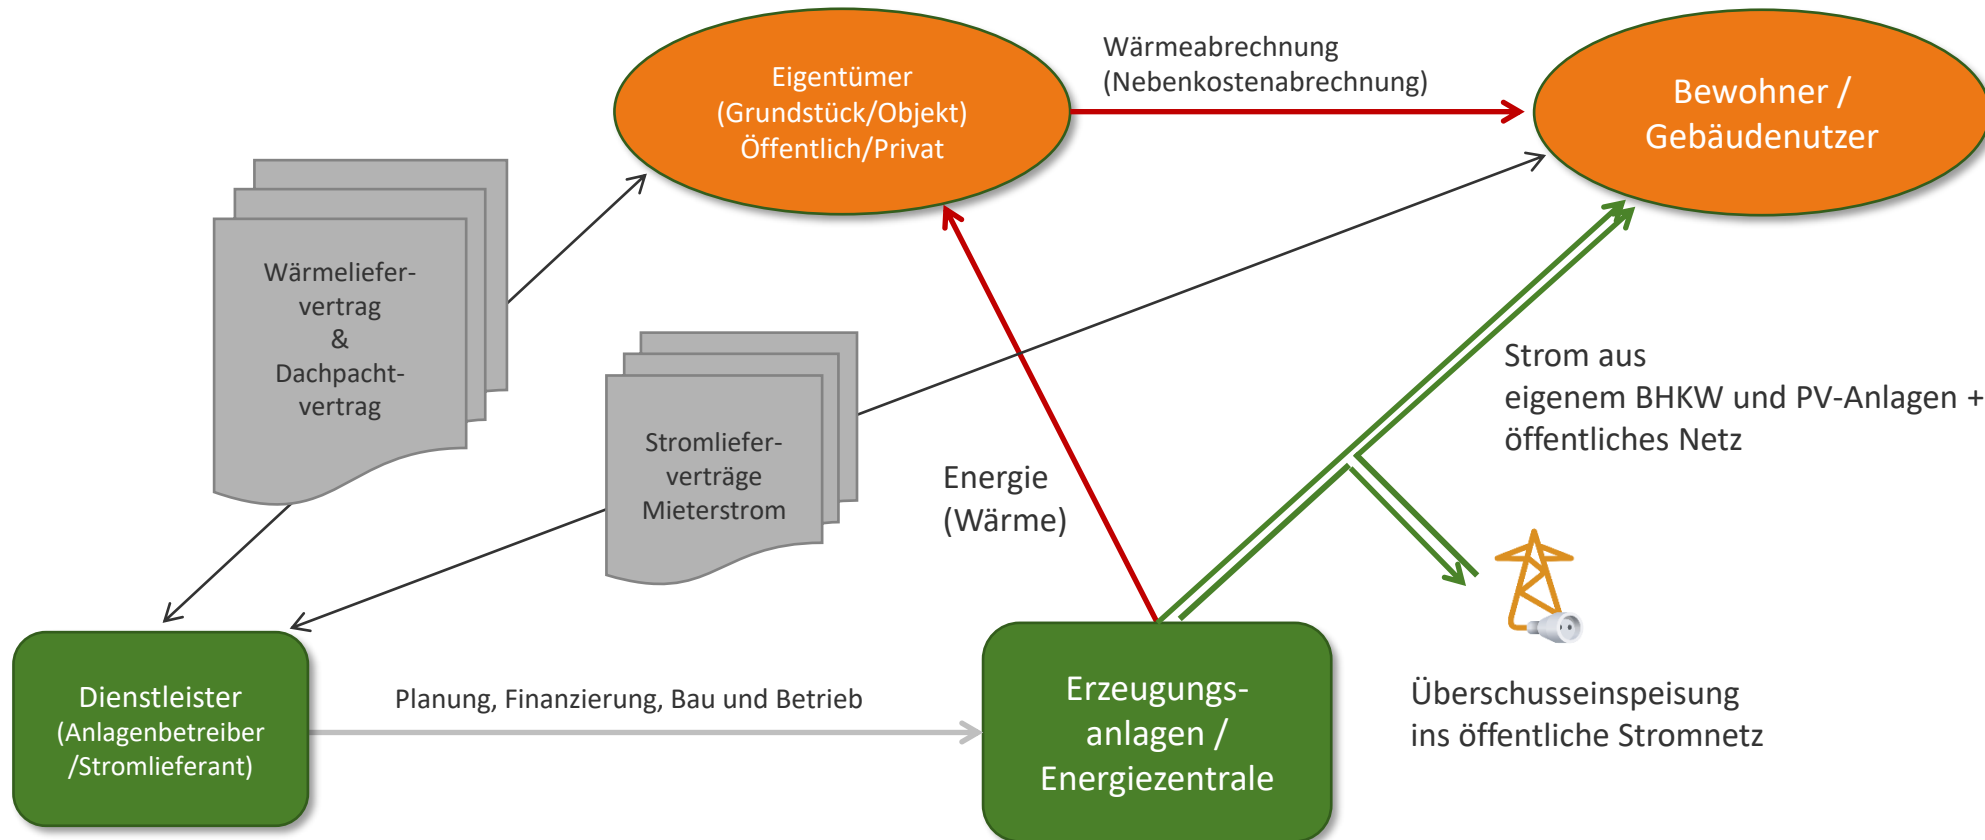 Eigentümer
(Grundstück/Objekt)
Öffentlich/Privat
Wärmeabrechnung
(Nebenkostenabrechnung)
Bewohner /
Gebäudenutzer
Wärmeliefer-
vertrag
&
Dachpacht-
vertrag
Stromliefer-
verträge
Mieterstrom
Energie
(Wärme)
Strom aus
eigenem BHKW und PV-Anlagen +
öffentliches Netz
Dienstleister
(Anlagenbetreiber
/Stromlieferant)
Planung, Finanzierung, Bau und Betrieb
Erzeugungs-
anlagen /
Energiezentrale
Überschusseinspeisung
ins öffentliche Stromnetz